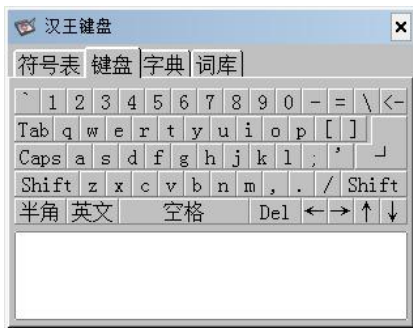 汉王键盘
符号表 键盘 字典 词库
` 1 2 3 4 5 6 7 8 9 0 - = \ <-
Tab q w e r t y u i o p [ ]
Caps a s d f g h j k l ; ' ┘
Shift z x c v b n m , . / Shift
半角 英文 空格 Del ← → ↑ ↓